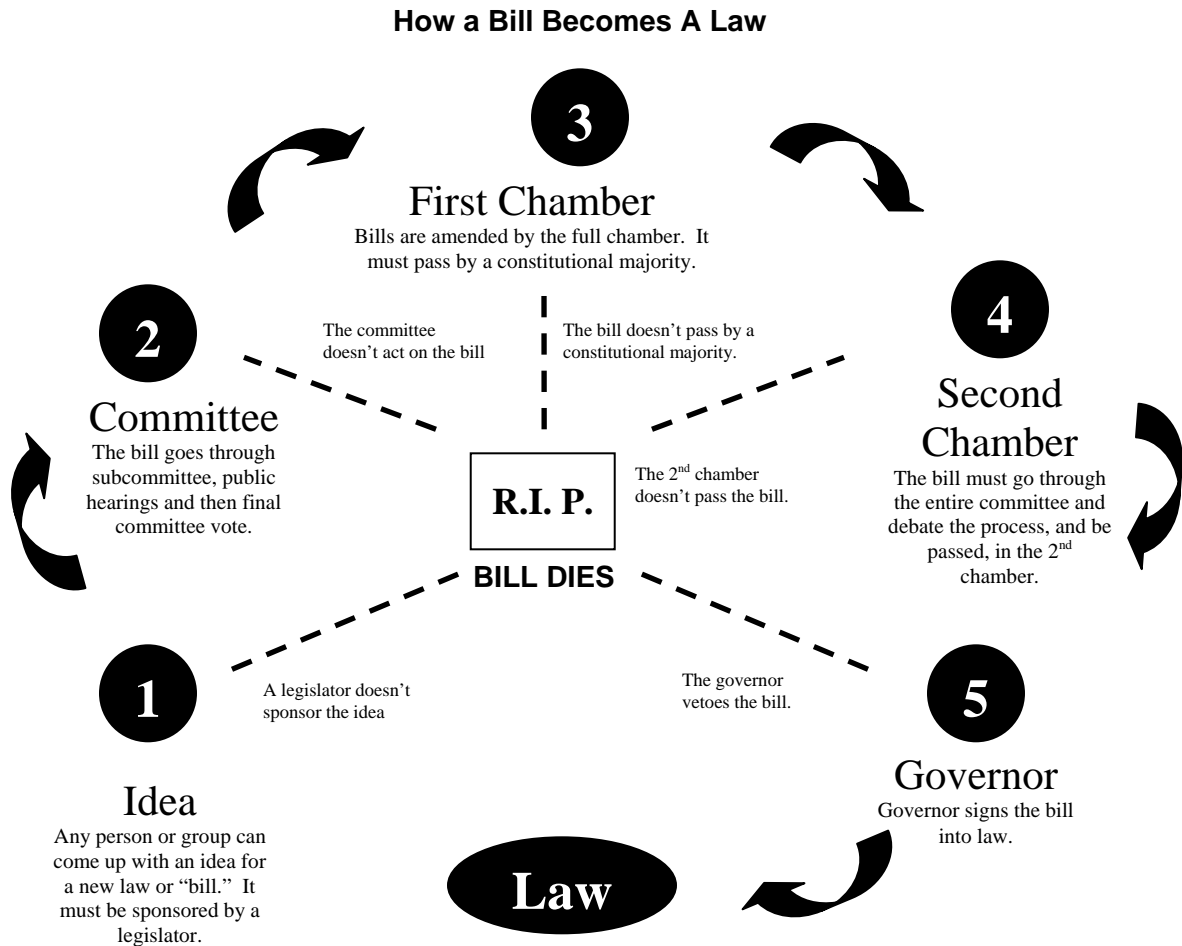 How a Bill Becomes A Law
3
First Chamber
Bills are amended by the full chamber.  It
must pass by a constitutional majority.
2
Committee
The bill goes through
subcommittee, public
hearings and then final
committee vote.
The committee
doesn't act on the bill
The bill doesn't pass by a
constitutional majority.
4
Second
Chamber
The bill must go through
the entire committee and
debate the process, and be
passed, in the 2nd
chamber.
The 2nd chamber
doesn't pass the bill.
R.I. P.
BILL DIES
1
Idea
Any person or group can
come up with an idea for
a new law or “bill.”  It
must be sponsored by a
legislator.
A legislator doesn't
sponsor the idea
The governor
vetoes the bill.
5
Governor
Governor signs the bill
into law.
Law